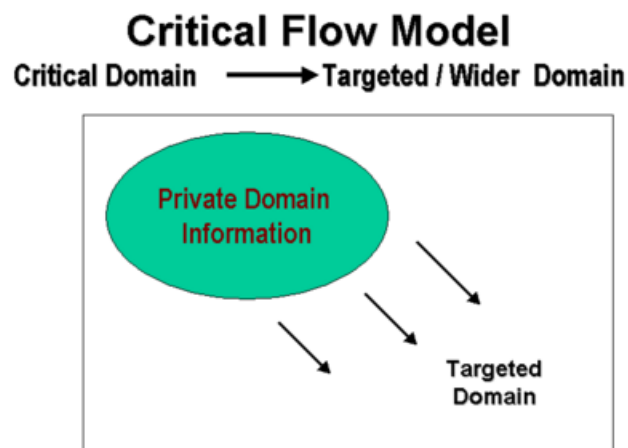 Critical Flow Model
Critical Domain Targeted / Wider Domain
Private Domain
Information
Targeted
Domain